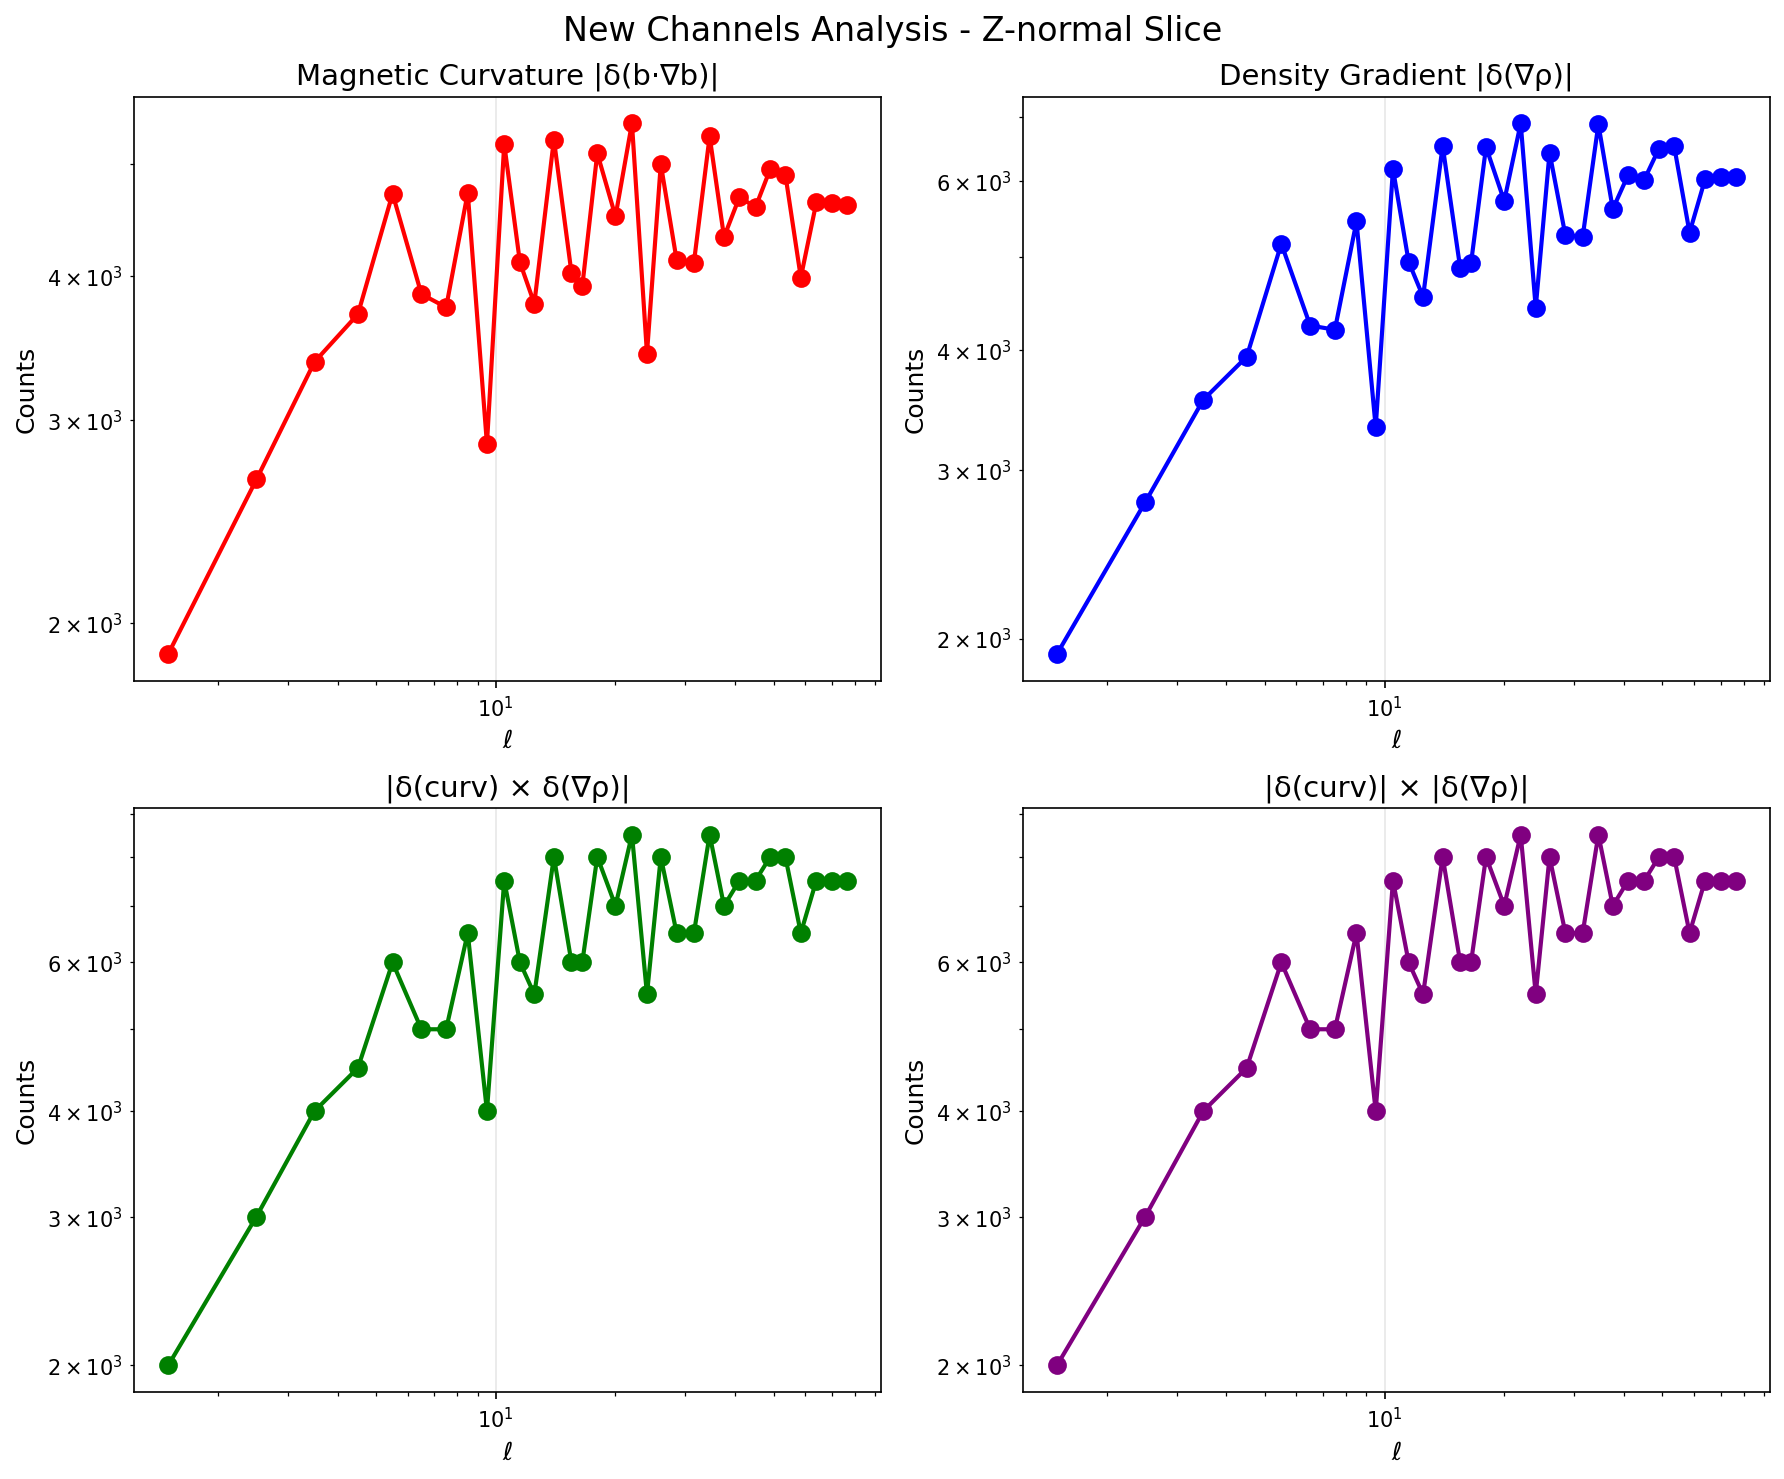 New Channels Analysis - Z-normal Slice
Magnetic Curvature |δ(b·∇b)|
Counts
4 × 10³
3 × 10³
2 × 10³
10¹
ℓ
Density Gradient |δ(∇ρ)|
Counts
6 × 10³
4 × 10³
3 × 10³
2 × 10³
10¹
ℓ
|δ(curv) × δ(∇ρ)|
Counts
6 × 10³
4 × 10³
3 × 10³
2 × 10³
10¹
ℓ
|δ(curv)| × |δ(∇ρ)|
Counts
6 × 10³
4 × 10³
3 × 10³
2 × 10³
10¹
ℓ